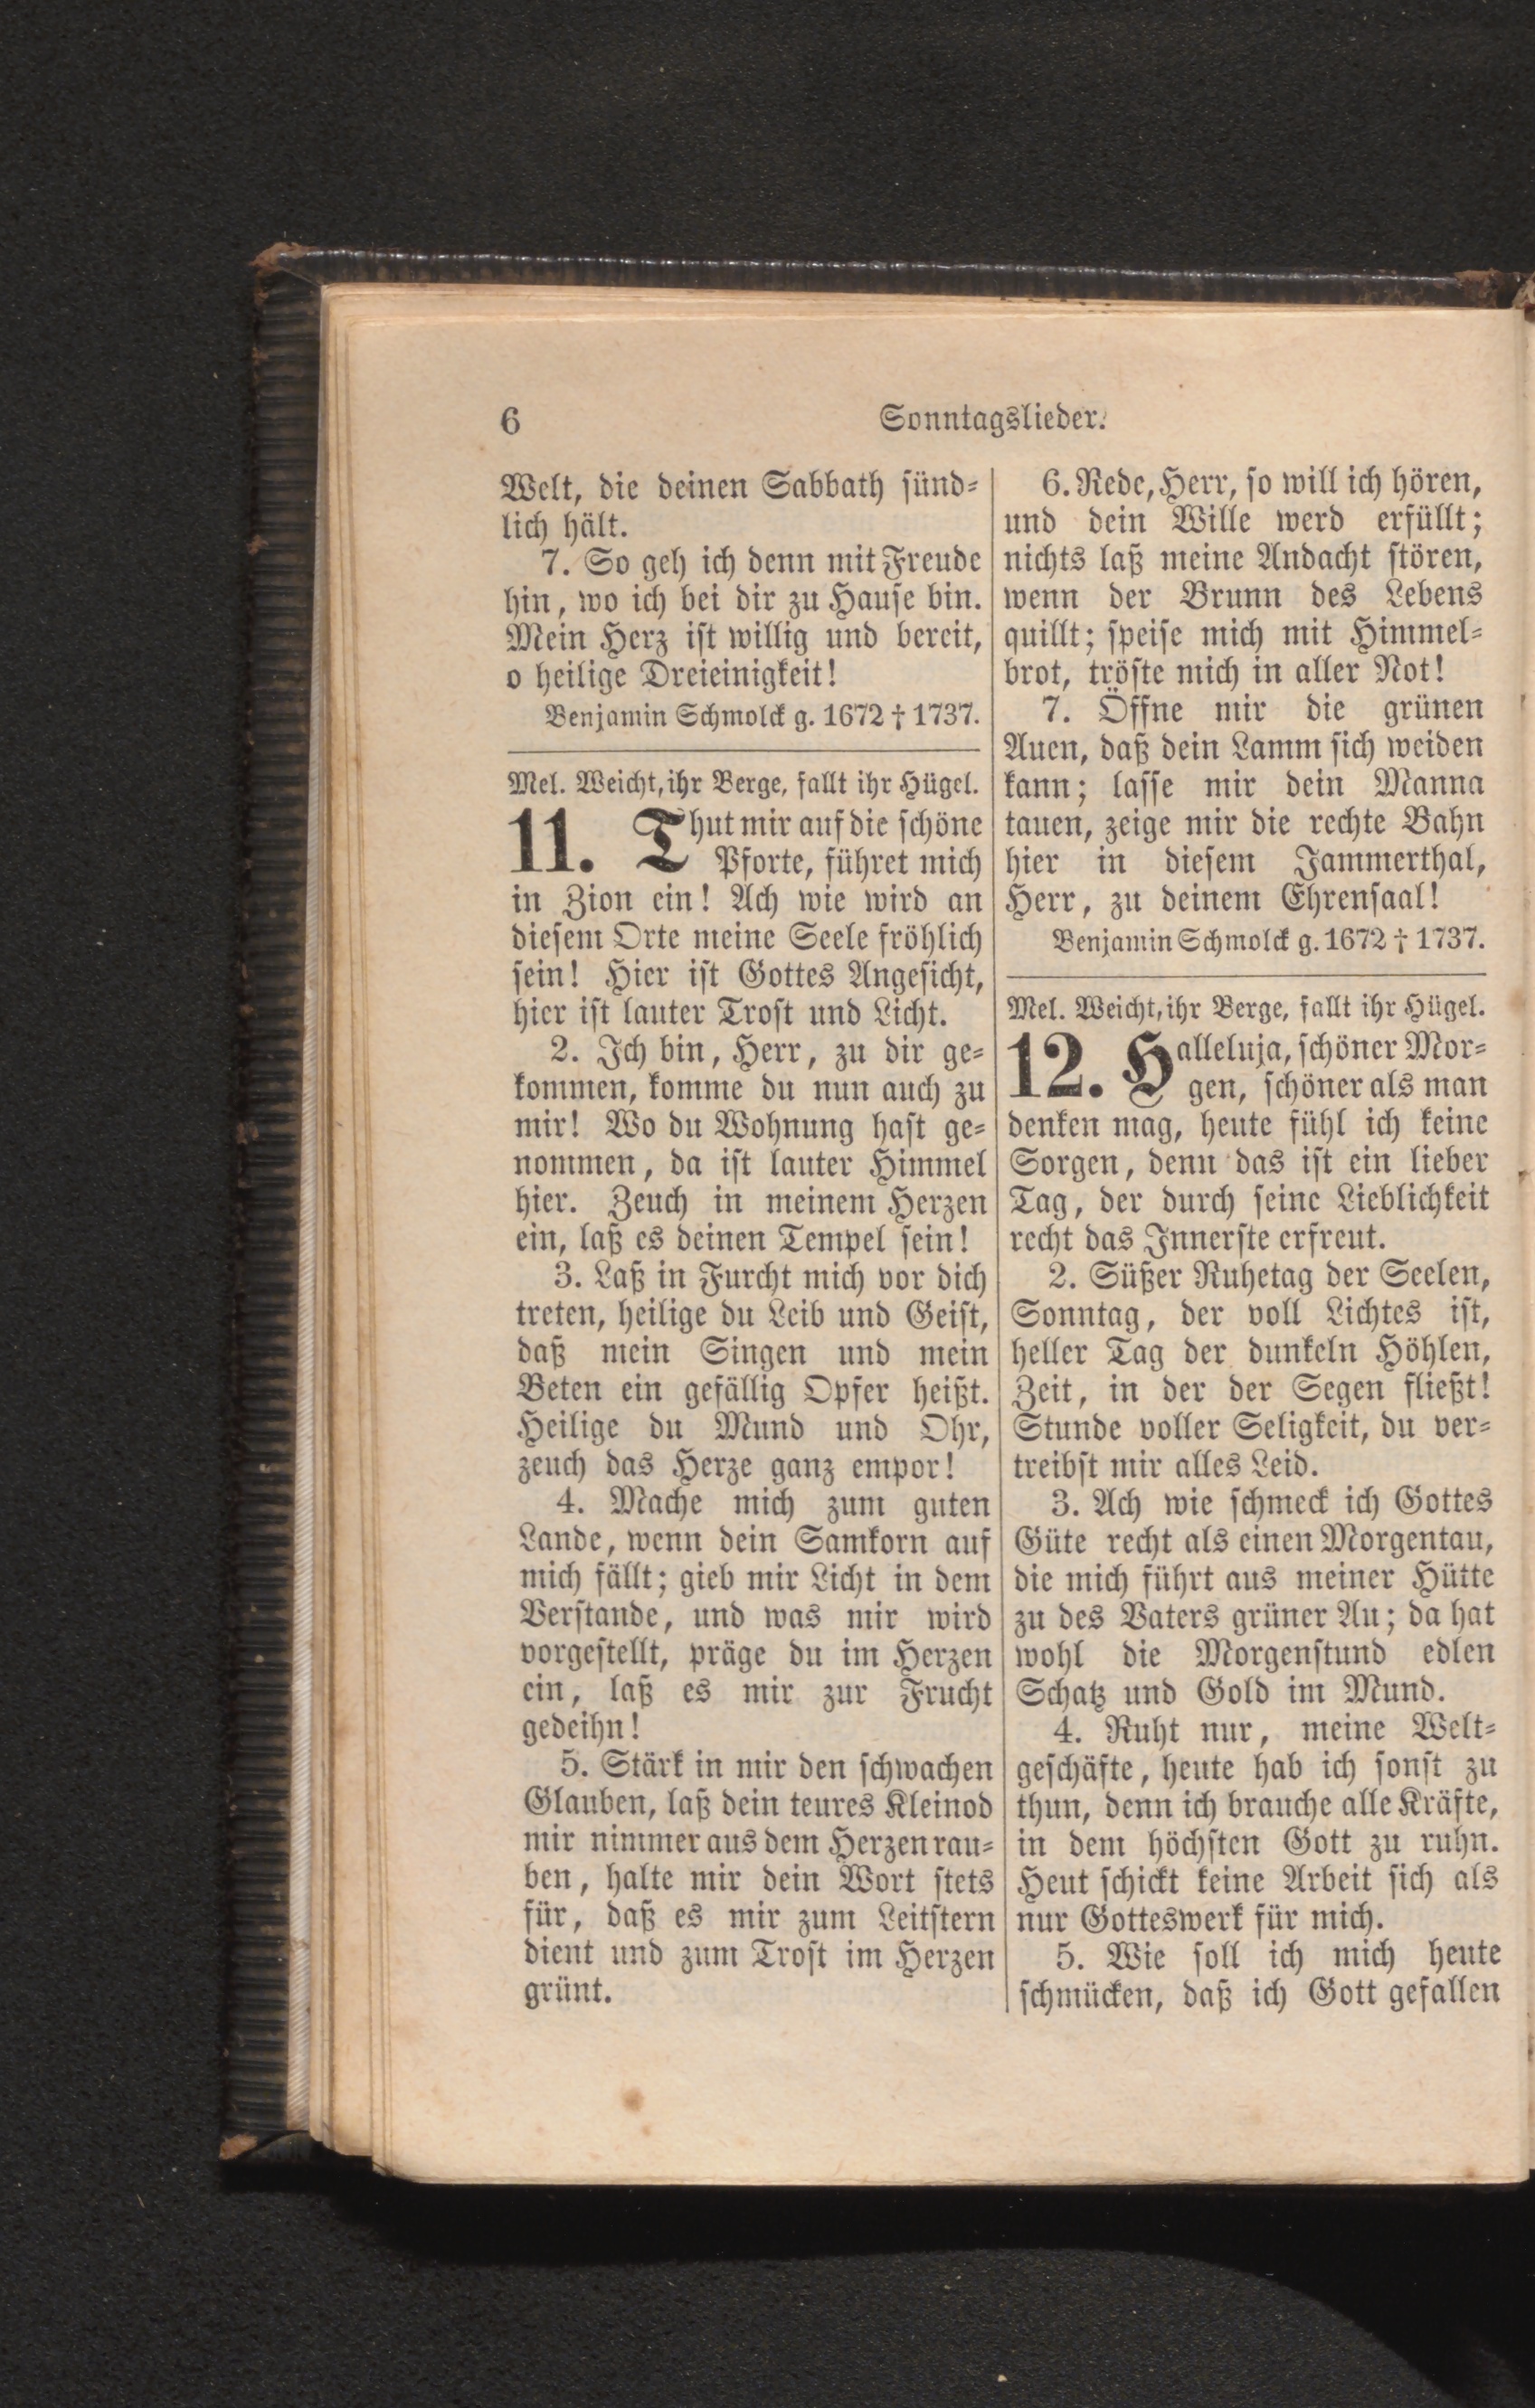 6
Sonntagslieder.
Welt, die deinen Sabbath sünd-
lich hält.
7. So geh ich denn mit Freude
hin, wo ich bei dir zu Hause bin.
Mein Herz ist willig und bereit,
o heilige Dreieinigkeit!
Benjamin Schmolck g. 1672 † 1737.
Mel. Weicht, ihr Berge, fallt ihr Hügel.
11. Thut mir auf die schöne
Pforte, führet mich
in Zion ein! Ach wie wird an
diesem Orte meine Seele fröhlich
sein! Hier ist Gottes Angesicht,
hier ist lauter Trost und Licht.
2. Ich bin, Herr, zu dir ge-
kommen, komme du nun auch zu
mir! Wo du Wohnung hast ge-
nommen, da ist lauter Himmel
hier. Zeuch in meinem Herzen
ein, laß es deinen Tempel sein!
3. Laß in Furcht mich vor dich
treten, heilige du Leib und Geist,
daß mein Singen und mein
Beten ein gefällig Opfer heißt.
Heilige du Mund und Ohr,
zeuch das Herze ganz empor!
4. Mache mich zum guten
Lande, wenn dein Samkorn auf
mich fällt; gieb mir Licht in dem
Verstande, und was mir wird
vorgestellt, präge du im Herzen
ein, laß es mir zur Frucht
gedeihn!
5. Stärk in mir den schwachen
Glauben, laß dein teures Kleinod
mir nimmer aus dem Herzen rau-
ben, halte mir dein Wort stets
für, daß es mir zum Leitstern
dient und zum Trost im Herzen
grünt.
6. Rede, Herr, so will ich hören,
und dein Wille werd erfüllt;
nichts laß meine Andacht stören,
wenn der Brunn des Lebens
quillt; speise mich mit Himmel-
brot, tröste mich in aller Not!
7. Öffne mir die grünen
Auen, daß dein Lamm sich weiden
kann; lasse mir dein Manna
tauen, zeige mir die rechte Bahn
hier in diesem Jammerthal,
Herr, zu deinem Ehrensaal!
Benjamin Schmolck g. 1672 † 1737.
Mel. Weicht, ihr Berge, fallt ihr Hügel.
12. Halleluja, schöner Mor-
gen, schöner als man
denken mag, heute fühl ich keine
Sorgen, denn das ist ein lieber
Tag, der durch seine Lieblichkeit
recht das Innerste erfreut.
2. Süßer Ruhetag der Seelen,
Sonntag, der voll Lichtes ist,
heller Tag der dunkeln Höhlen,
Zeit, in der der Segen fließt!
Stunde voller Seligkeit, du ver-
treibst mir alles Leid.
3. Ach wie schmeck ich Gottes
Güte recht als einen Morgentau,
die mich führt aus meiner Hütte
zu des Vaters grüner Au; da hat
wohl die Morgenstund edlen
Schatz und Gold im Mund.
4. Ruht nur, meine Welt-
geschäfte, heute hab ich sonst zu
thun, denn ich brauche alle Kräfte,
in dem höchsten Gott zu ruhn.
Heut schickt keine Arbeit sich als
nur Gotteswerk für mich.
5. Wie soll ich mich heute
schmücken, daß ich Gott gefallen